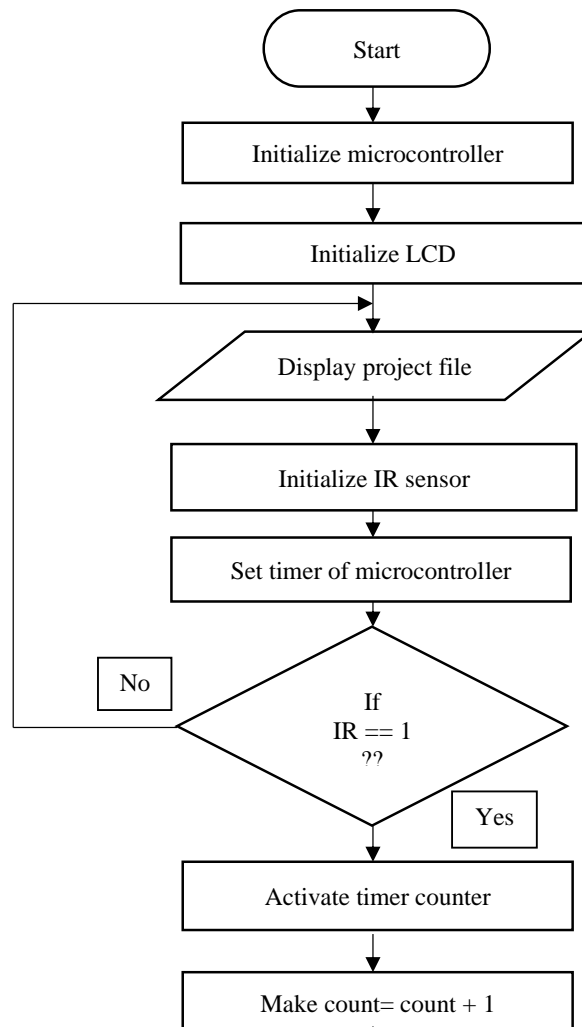 Start
Initialize microcontroller
Initialize LCD
Display project file
Initialize IR sensor
Set timer of microcontroller
No
If
IR == 1
??
Yes
Activate timer counter
Make count= count + 1